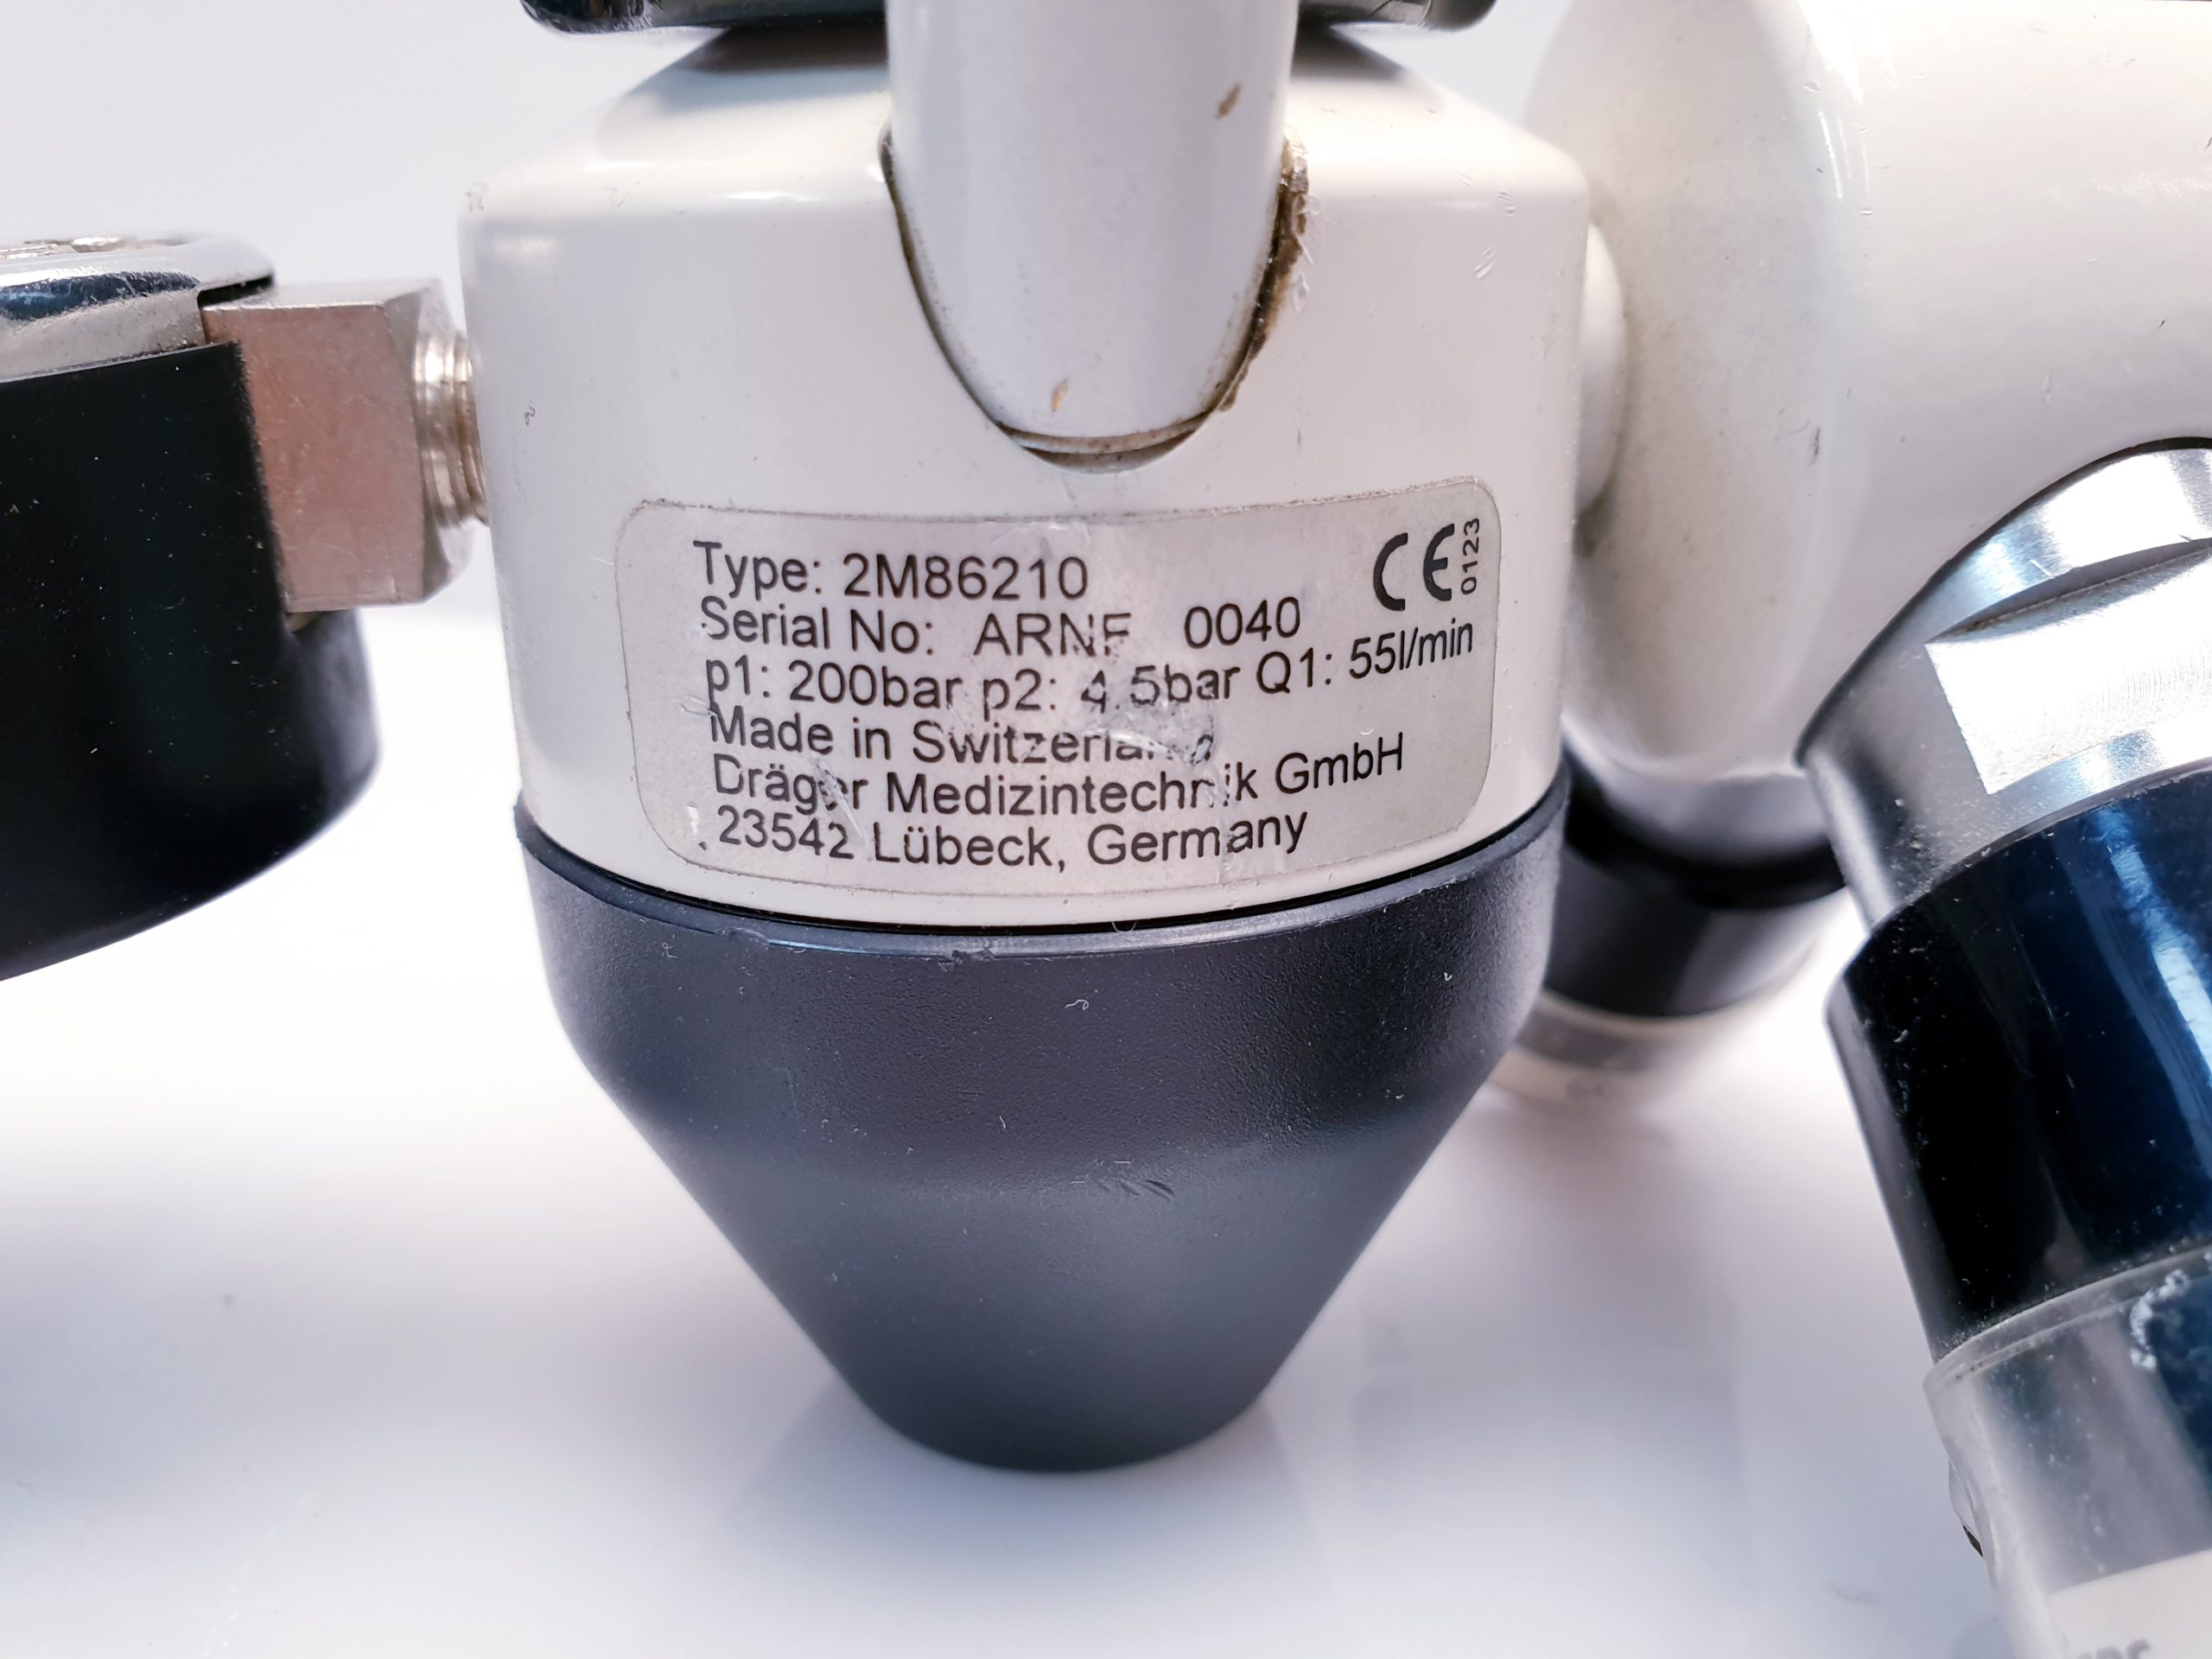 Type: 2M86210
CE 0123
Serial No: ARNF 0040
p1: 200bar p2: 4.5bar Q1: 55l/min
Made in Switzerland
Dräger Medizintechnik GmbH
23542 Lübeck, Germany